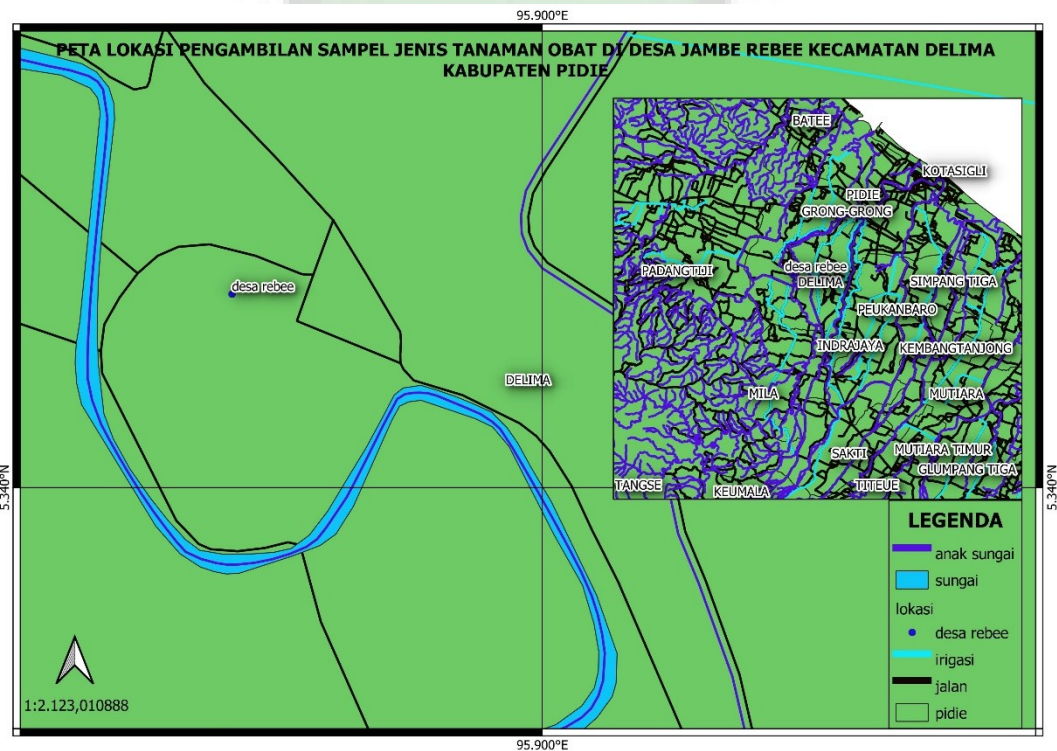 95.900°E
PETA LOKASI PENGAMBILAN SAMPEL JENIS TANAMAN OBAT DI DESA JAMBE REBEE KECAMATAN DELIMA
KABUPATEN PIDIE
BATEE
KOTASIGLI
PIDIE
GRONG-GRONG
PADANGTIJI
desa rebee
DELIMA
SIMPANG TIGA
PEUKANBARO
INDRAJAYA
KEMBANGTANJONG
MILA
MUTIARA
SAKTI
MUTIARA TIMUR
GLUMPANG TIGA
TANGSE
KEUMALA
TITEUE
desa rebee
DELIMA
5.340°N
5.340°N
LEGENDA
anak sungai
sungai
lokasi
desa rebee
irigasi
jalan
pidie
1:2.123,010888
95.900°E